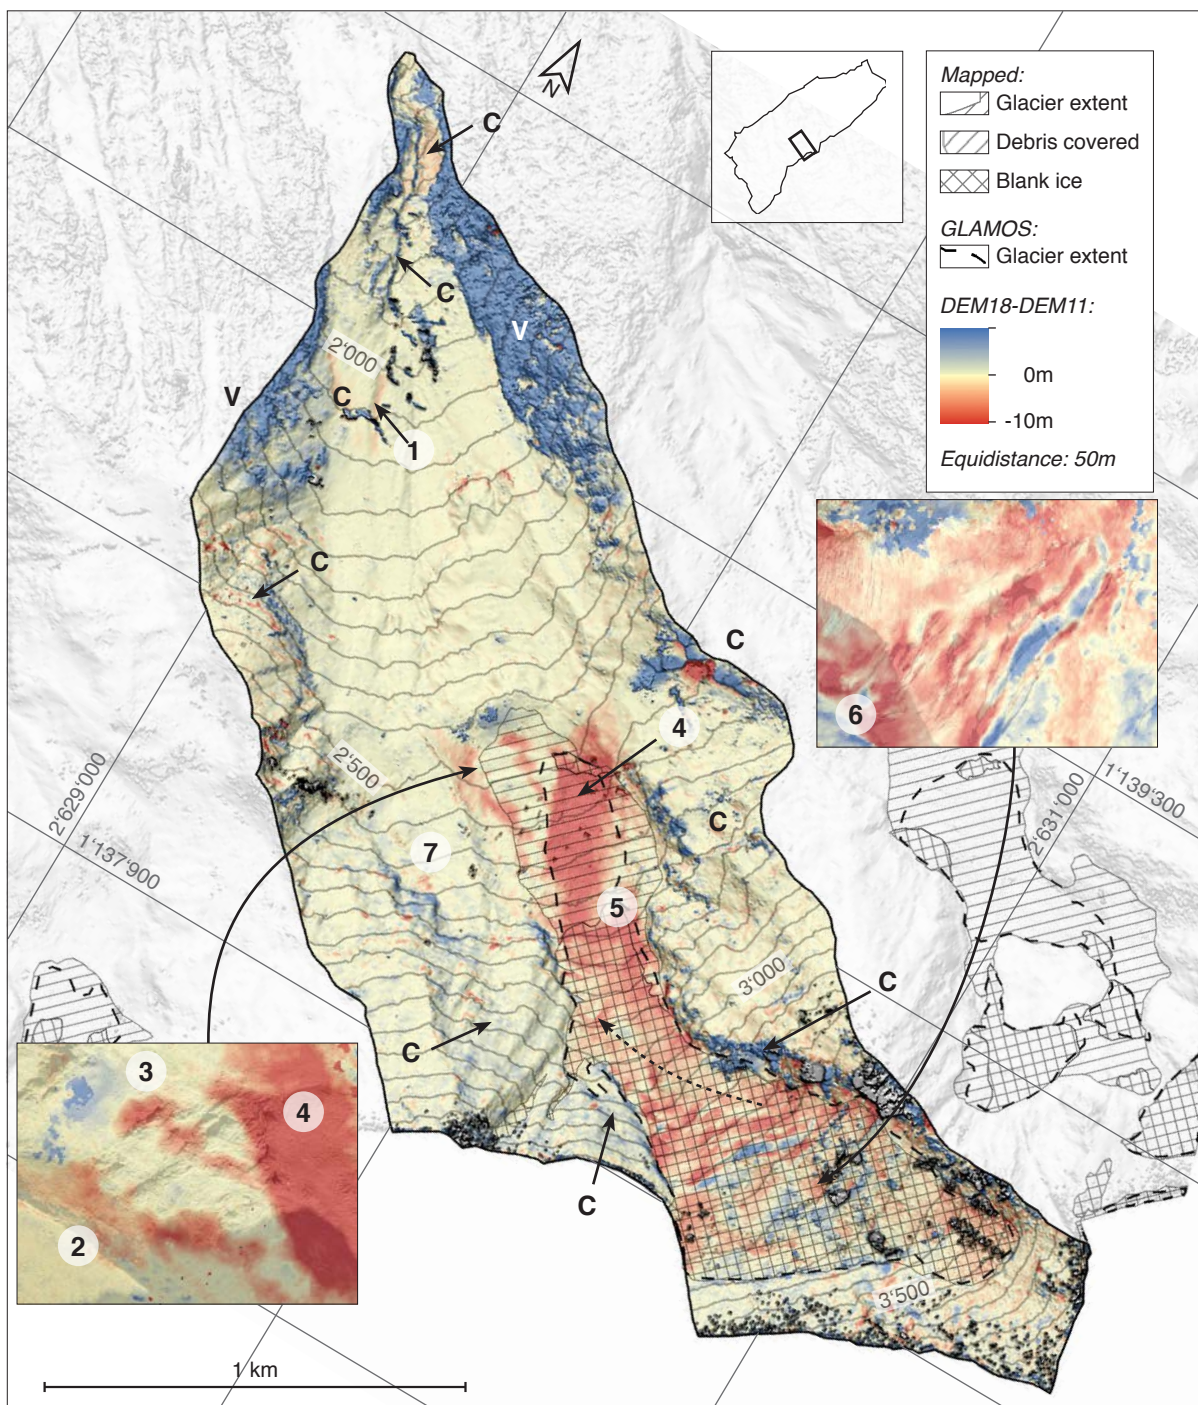 N
Mapped:
Glacier extent
Debris covered
Blank ice
GLAMOS:
Glacier extent
DEM18-DEM11:
0m
-10m
Equidistance: 50m
C
C
V
2'000
V
C
1
C
C
6
4
2'500
2'629'000
1'137'900
C
7
1'139'300
2'631'000
5
3'000
C
C
3
4
2
C
3'500
1 km